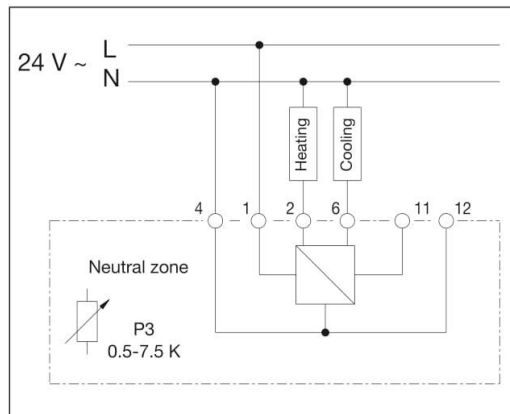 24 V ~
L
N
Heating
Cooling
4 1 2 6 11 12
Neutral zone
P3
0.5-7.5 K